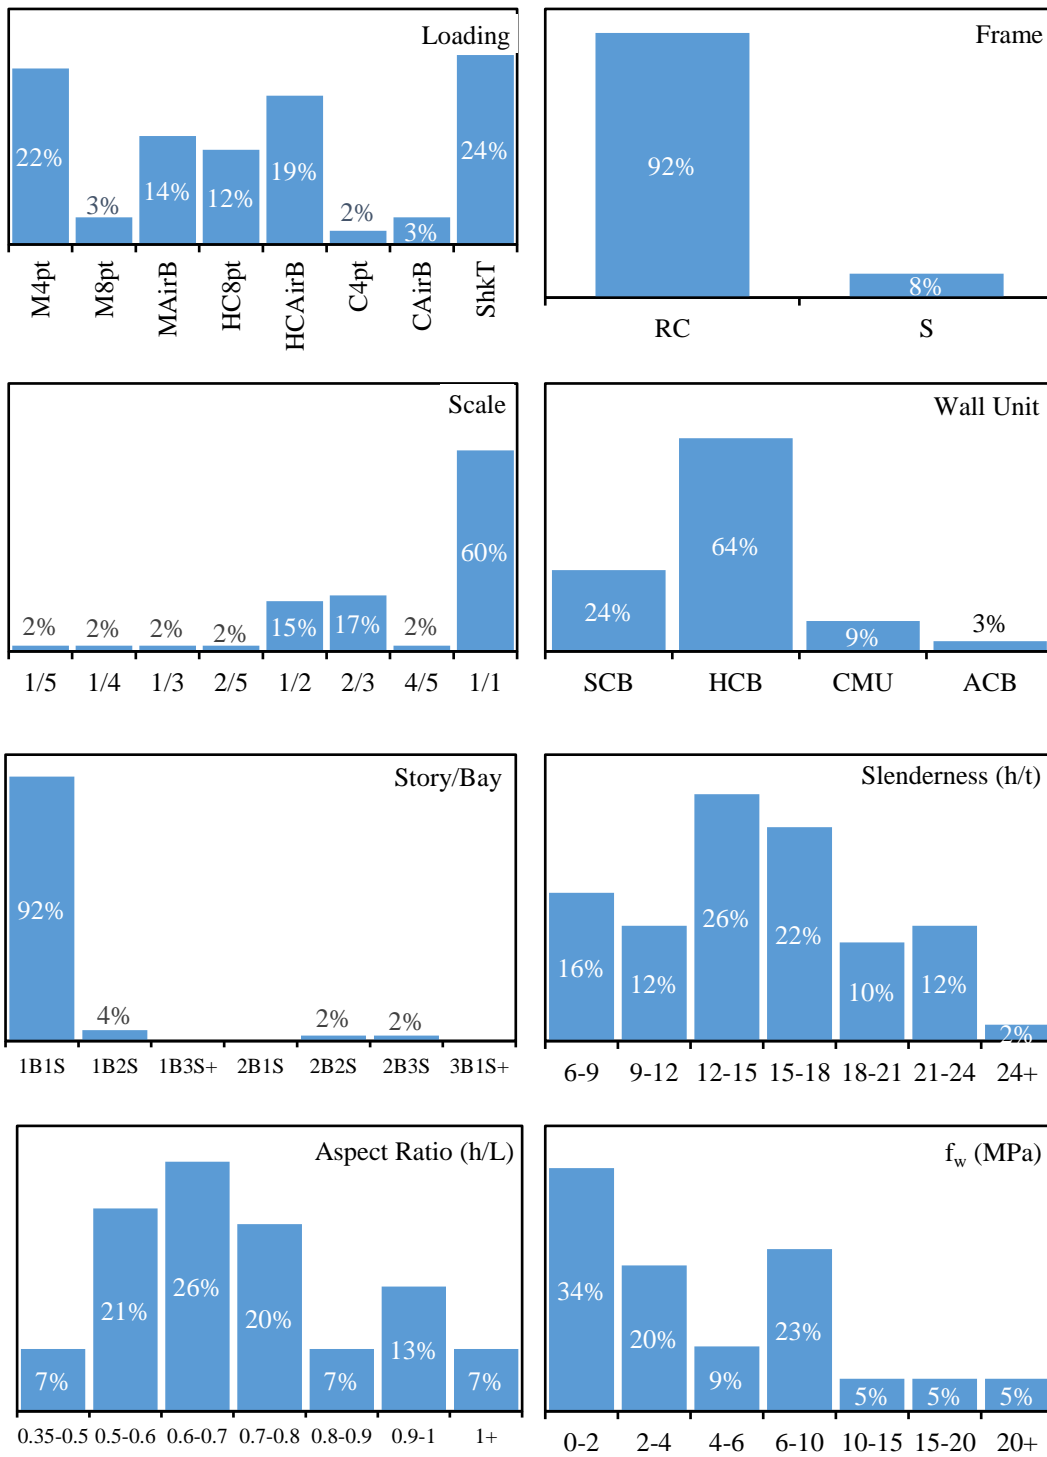 Loading
22%
3%
14%
12%
19%
2%
3%
24%
M4pt
M8pt
MAirB
HC8pt
HCAirB
C4pt
CAirB
ShkT
Frame
92%
8%
RC S
Scale
2% 2% 2% 2% 15% 17% 2% 60%
1/5 1/4 1/3 2/5 1/2 2/3 4/5 1/1
Wall Unit
24% 64% 9% 3%
SCB HCB CMU ACB
Story/Bay
92% 4% 2% 2%
1B1S 1B2S 1B3S+ 2B1S 2B2S 2B3S 3B1S+
Slenderness (h/t)
16% 12% 26% 22% 10% 12% 2%
6-9 9-12 12-15 15-18 18-21 21-24 24+
Aspect Ratio (h/L)
7% 21% 26% 20% 7% 13% 7%
0.35-0.5 0.5-0.6 0.6-0.7 0.7-0.8 0.8-0.9 0.9-1 1+
fw (MPa)
34% 20% 9% 23% 5% 5% 5%
0-2 2-4 4-6 6-10 10-15 15-20 20+